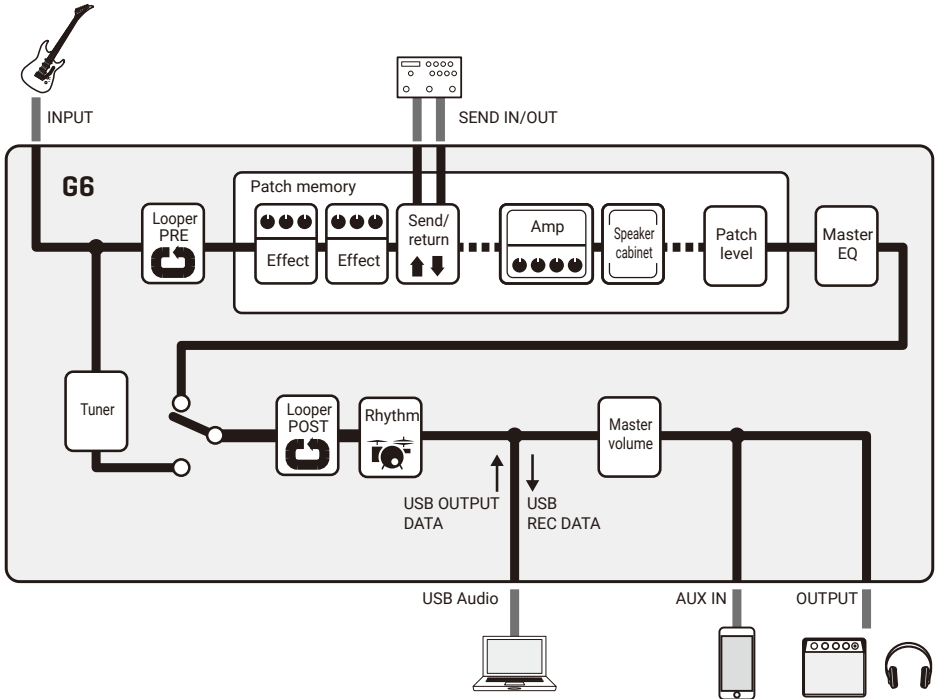 INPUT
SEND IN/OUT
G6
Patch memory
Looper
PRE
Effect
Effect
Send/
return
Amp
Speaker
cabinet
Patch
level
Master
EQ
Tuner
Looper
POST
Rhythm
Master
volume
USB OUTPUT
DATA
USB
REC DATA
USB Audio
AUX IN
OUTPUT